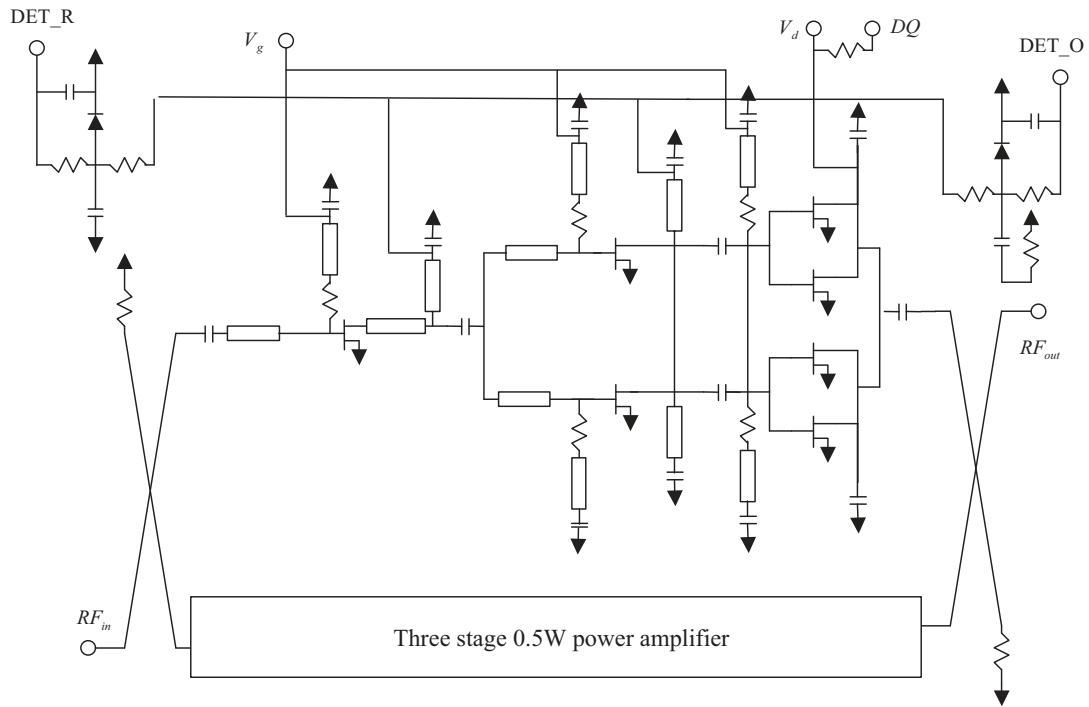 DET_R
V_g
V_d
DQ
DET_O
RF_out
RF_in
Three stage 0.5W power amplifier